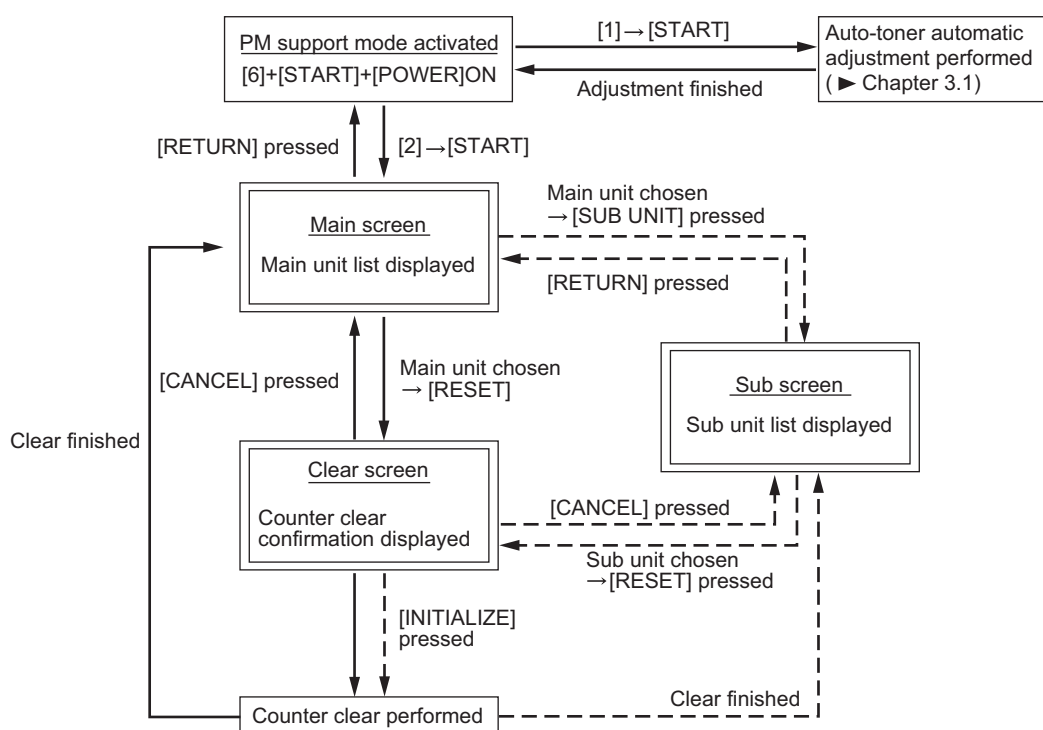 PM support mode activated
[6]+[START]+[POWER]ON
[1]→[START]
Adjustment finished
Auto-toner automatic
adjustment performed
( ► Chapter 3.1)
[RETURN] pressed
[2]→[START]
Main screen
Main unit list displayed
Main unit chosen
→[SUB UNIT] pressed
[RETURN] pressed
[CANCEL] pressed
Main unit chosen
→ [RESET]
Sub screen
Sub unit list displayed
Clear finished
Clear screen
Counter clear
confirmation displayed
[CANCEL] pressed
Sub unit chosen
→[RESET] pressed
[INITIALIZE]
pressed
Counter clear performed
Clear finished